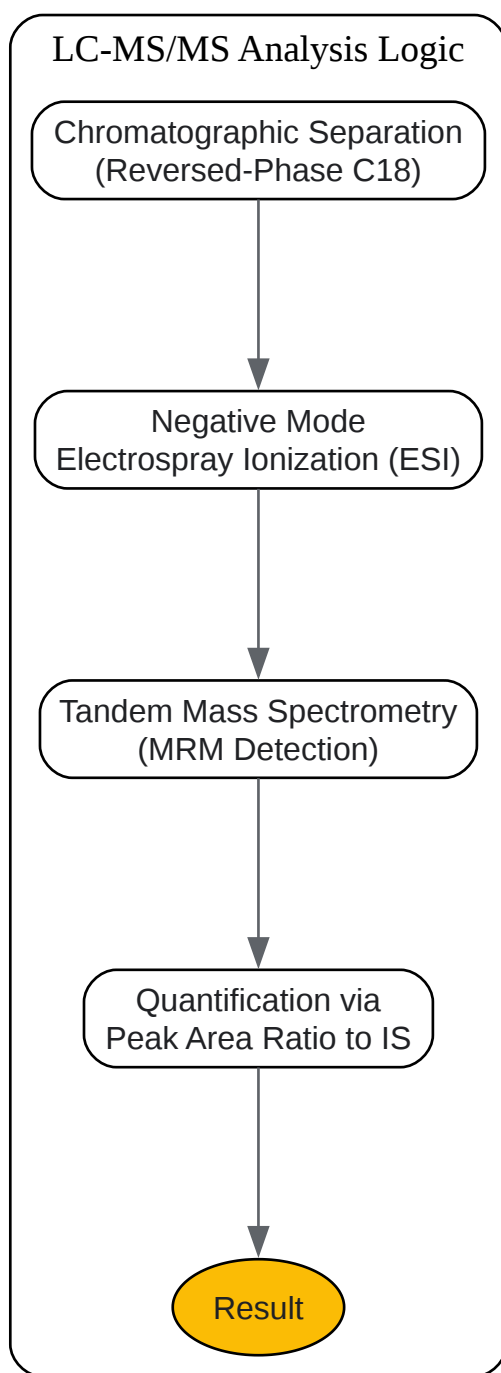 LC-MS/MS Analysis Logic
Chromatographic Separation
(Reversed-Phase C18)
Negative Mode
Electrospray Ionization (ESI)
Tandem Mass Spectrometry
(MRM Detection)
Quantification via
Peak Area Ratio to IS
Result